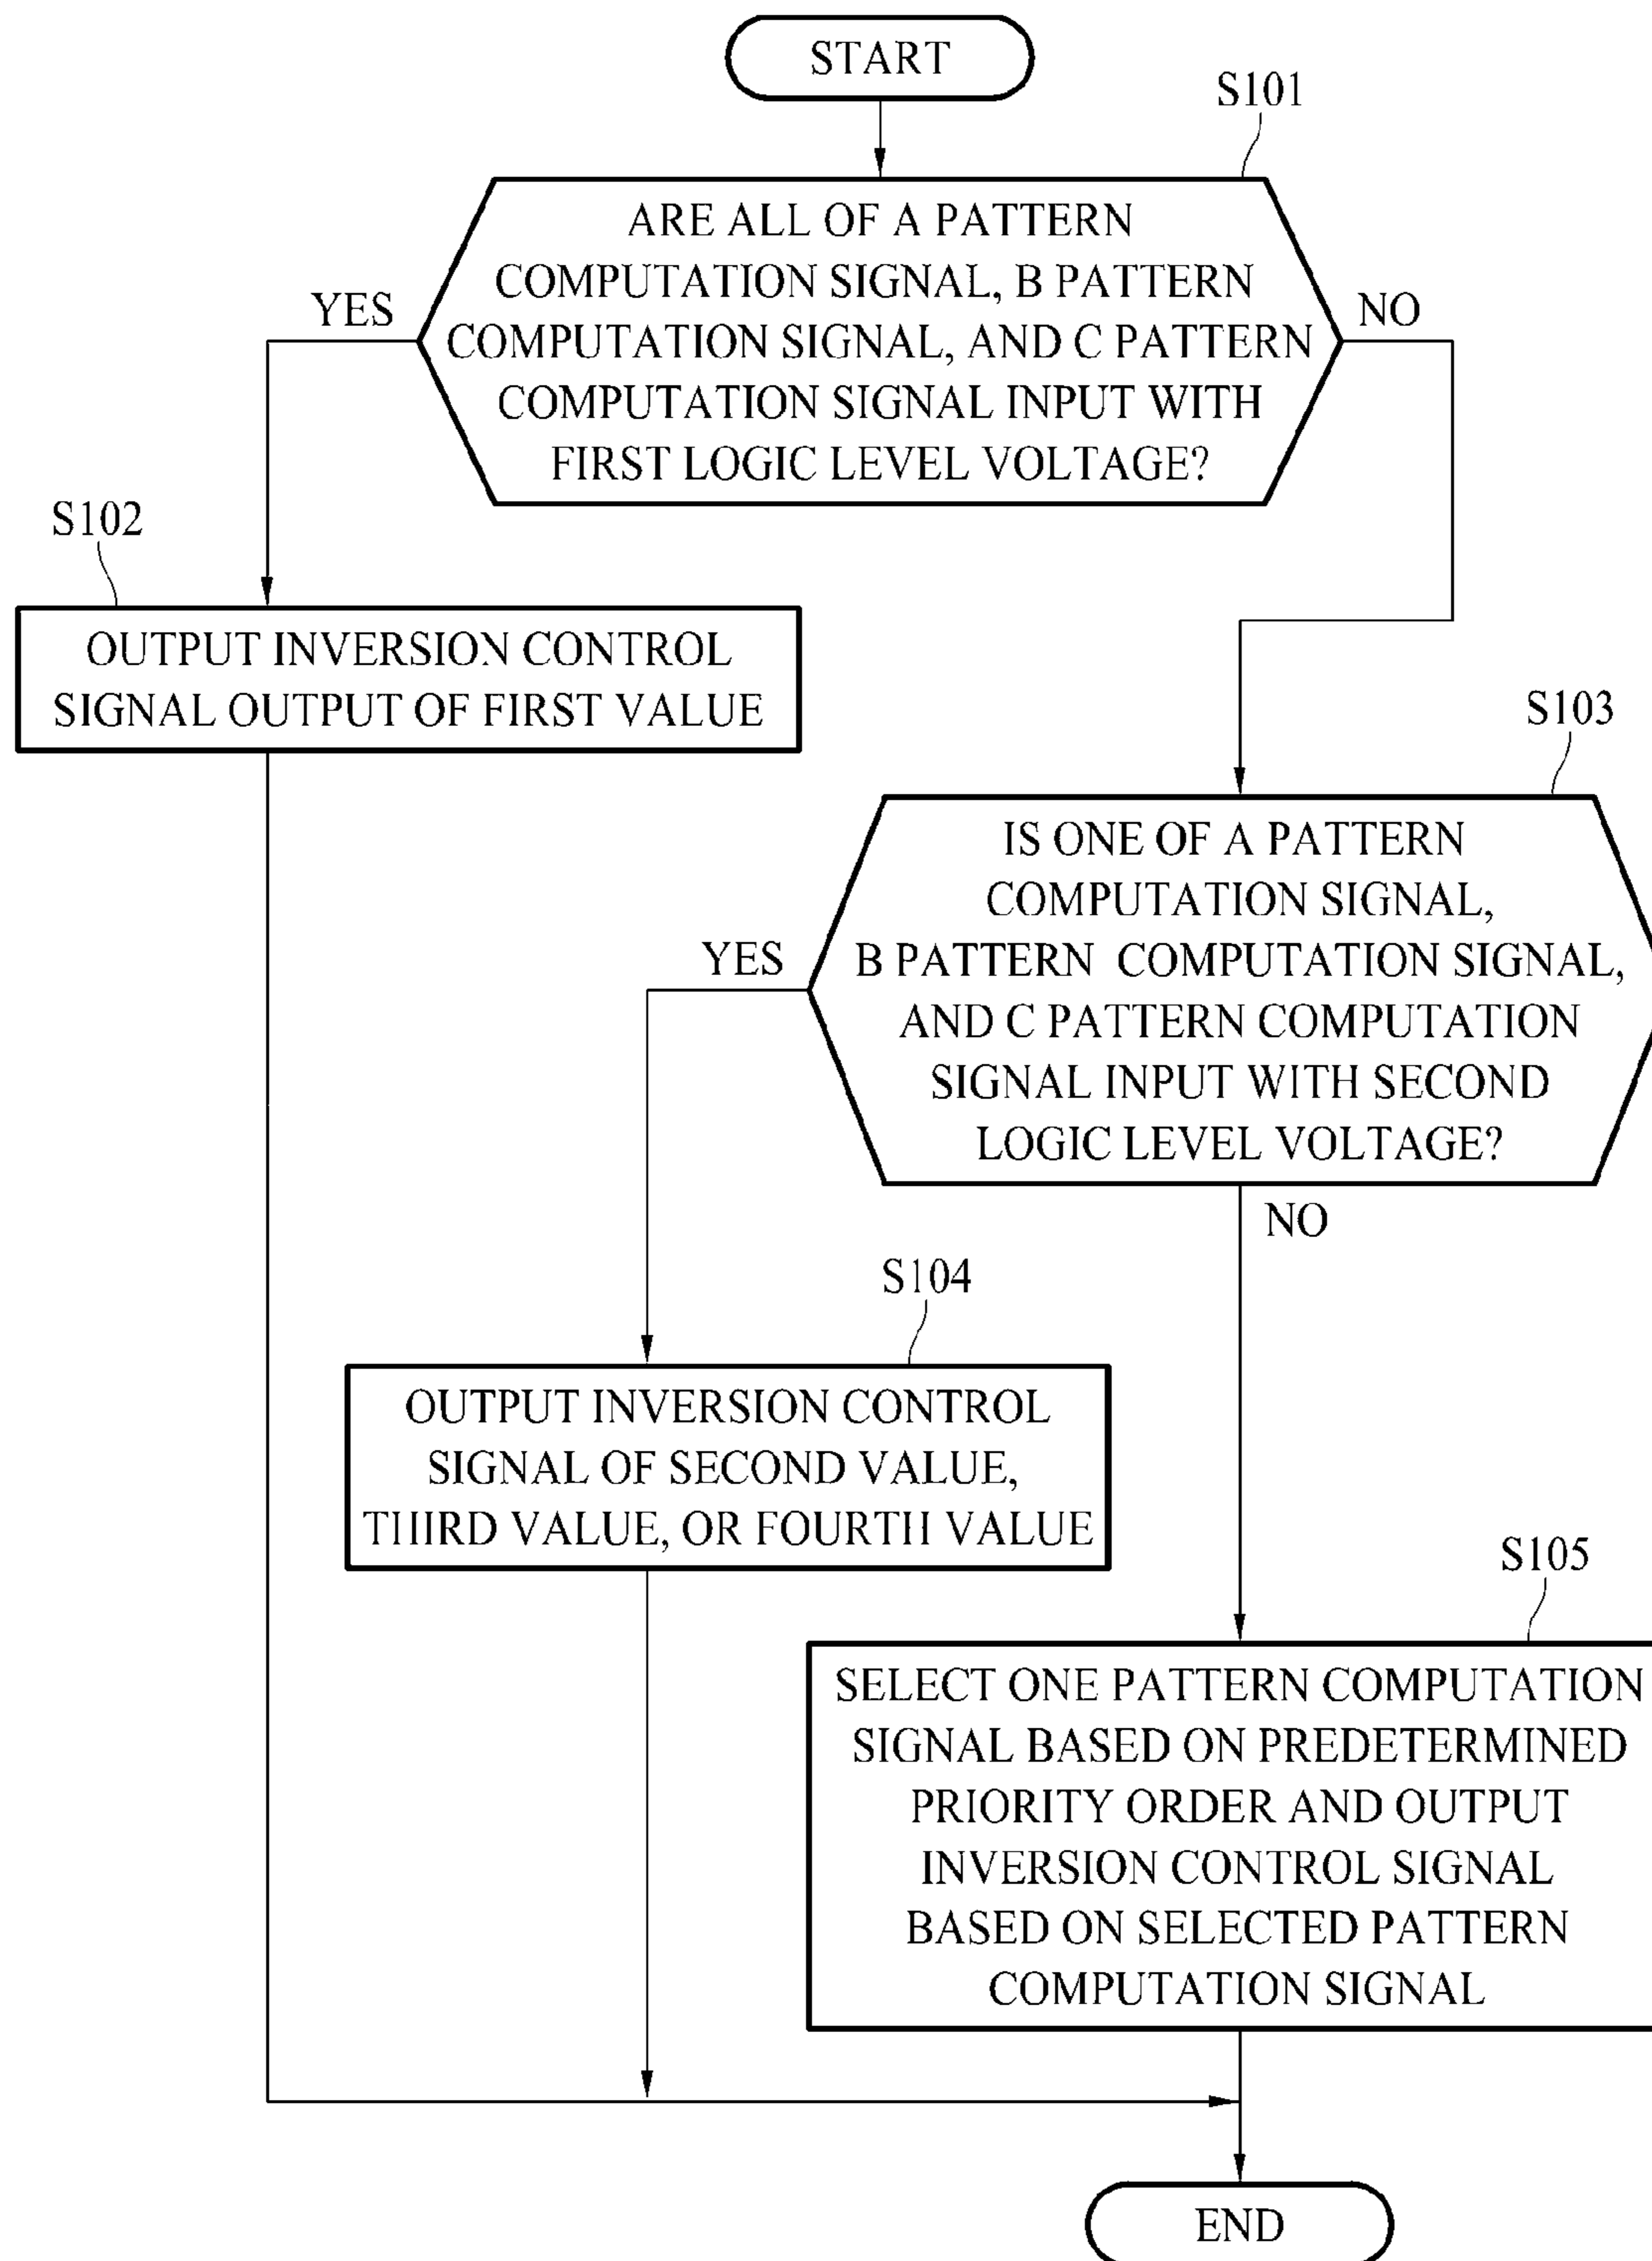 START
S101
ARE ALL OF A PATTERN
COMPUTATION SIGNAL, B PATTERN
COMPUTATION SIGNAL, AND C PATTERN
COMPUTATION SIGNAL INPUT WITH
FIRST LOGIC LEVEL VOLTAGE?
YES
NO
S102
OUTPUT INVERSION CONTROL
SIGNAL OUTPUT OF FIRST VALUE
S103
IS ONE OF A PATTERN
COMPUTATION SIGNAL,
B PATTERN COMPUTATION SIGNAL,
AND C PATTERN COMPUTATION
SIGNAL INPUT WITH SECOND
LOGIC LEVEL VOLTAGE?
YES
NO
S104
OUTPUT INVERSION CONTROL
SIGNAL OF SECOND VALUE,
THIRD VALUE, OR FOURTH VALUE
S105
SELECT ONE PATTERN COMPUTATION
SIGNAL BASED ON PREDETERMINED
PRIORITY ORDER AND OUTPUT
INVERSION CONTROL SIGNAL
BASED ON SELECTED PATTERN
COMPUTATION SIGNAL
END